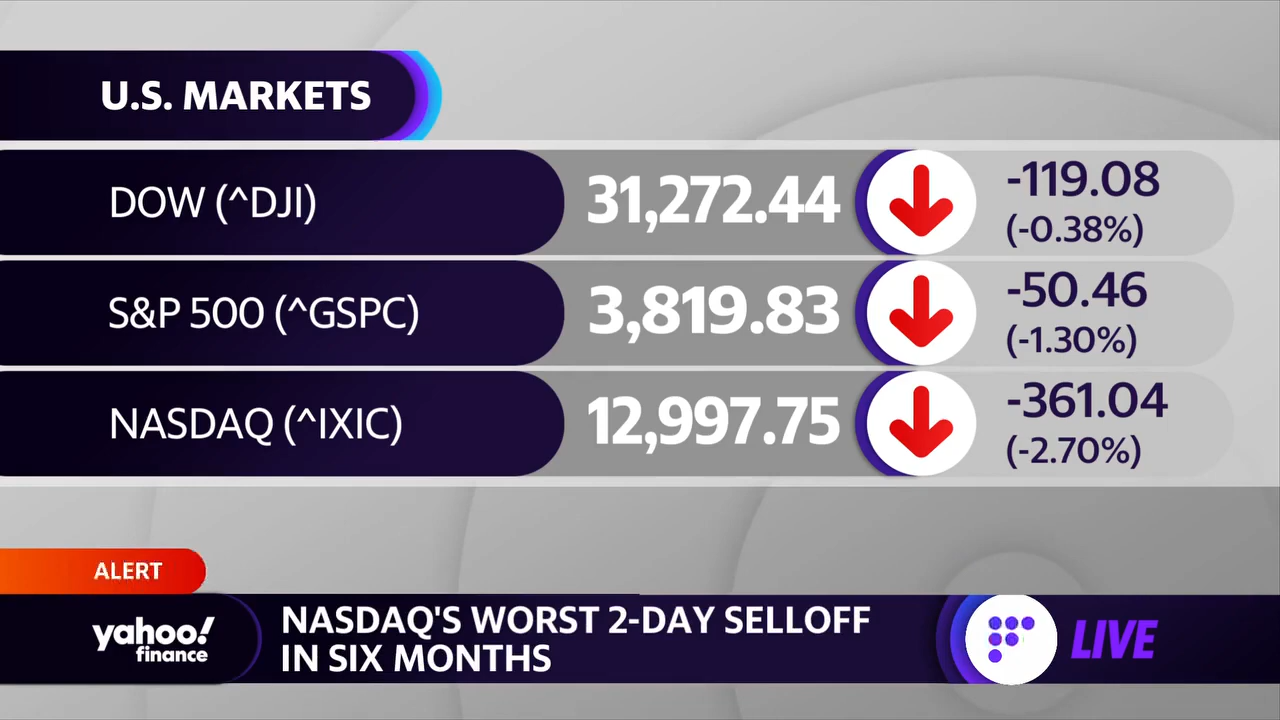 U.S. MARKETS
DOW (^DJI) 31,272.44 -119.08
(-0.38%)
S&P 500 (^GSPC) 3,819.83 -50.46
(-1.30%)
NASDAQ (^IXIC) 12,997.75 -361.04
(-2.70%)
ALERT
yahoo!
finance
NASDAQ'S WORST 2-DAY SELLOFF
IN SIX MONTHS
LIVE